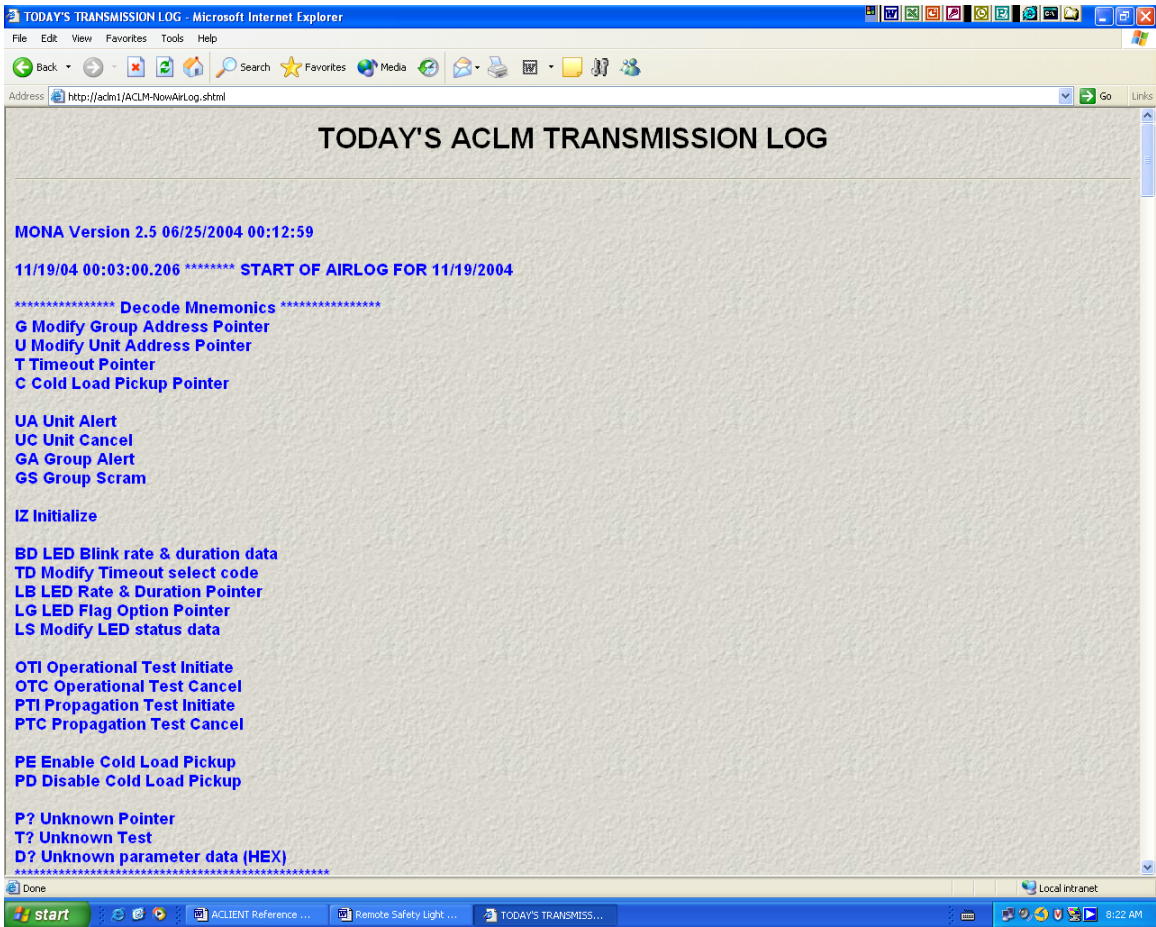 TODAY'S TRANSMISSION LOG - Microsoft Internet Explorer
File Edit View Favorites Tools Help
Back Search Favorites Media
Address http://aclm1/ACLM-NowAirLog.shtml Go Links
TODAY'S ACLM TRANSMISSION LOG
MONA Version 2.5 06/25/2004 00:12:59
11/19/04 00:03:00.206 ******** START OF AIRLOG FOR 11/19/2004
**************** Decode Mnemonics ****************
G Modify Group Address Pointer
U Modify Unit Address Pointer
T Timeout Pointer
C Cold Load Pickup Pointer
UA Unit Alert
UC Unit Cancel
GA Group Alert
GS Group Scram
IZ Initialize
BD LED Blink rate & duration data
TD Modify Timeout select code
LB LED Rate & Duration Pointer
LG LED Flag Option Pointer
LS Modify LED status data
OTI Operational Test Initiate
OTC Operational Test Cancel
PTI Propagation Test Initiate
PTC Propagation Test Cancel
PE Enable Cold Load Pickup
PD Disable Cold Load Pickup
P? Unknown Pointer
T? Unknown Test
D? Unknown parameter data (HEX)
**************************************************
Done Local intranet
start ACLIENT Reference ... Remote Safety Light ... TODAY'S TRANSMISS... 8:22 AM